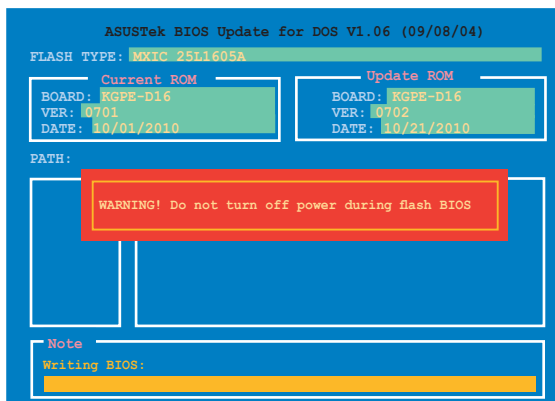 ASUSTek BIOS Update for DOS V1.06 (09/08/04)
FLASH TYPE: MXIC 25L1605A
Current ROM
BOARD: KGPE-D16
VER: 0701
DATE: 10/01/2010
Update ROM
BOARD: KGPE-D16
VER: 0702
DATE: 10/21/2010
PATH:
WARNING! Do not turn off power during flash BIOS
Note
Writing BIOS: